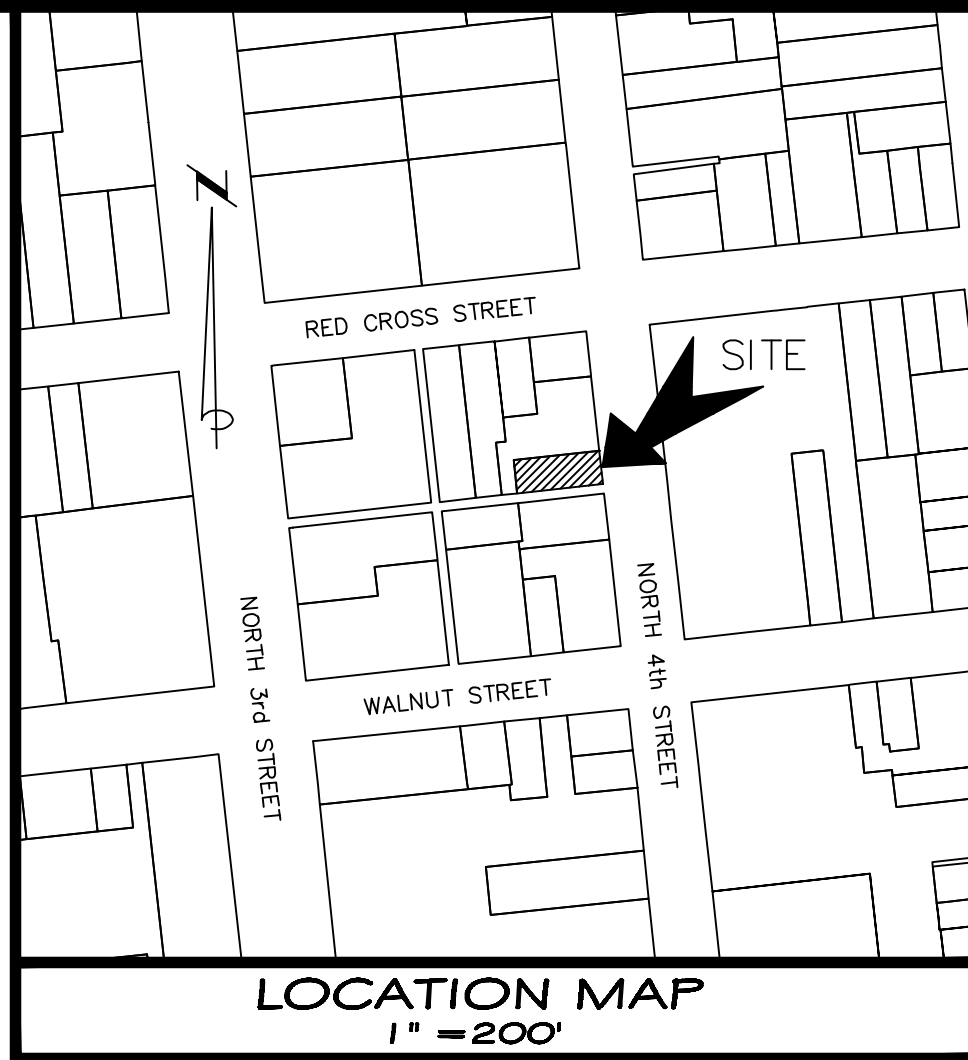 N
RED CROSS STREET
SITE
NORTH 3rd STREET
NORTH 4th STREET
WALNUT STREET
LOCATION MAP
1" =200'